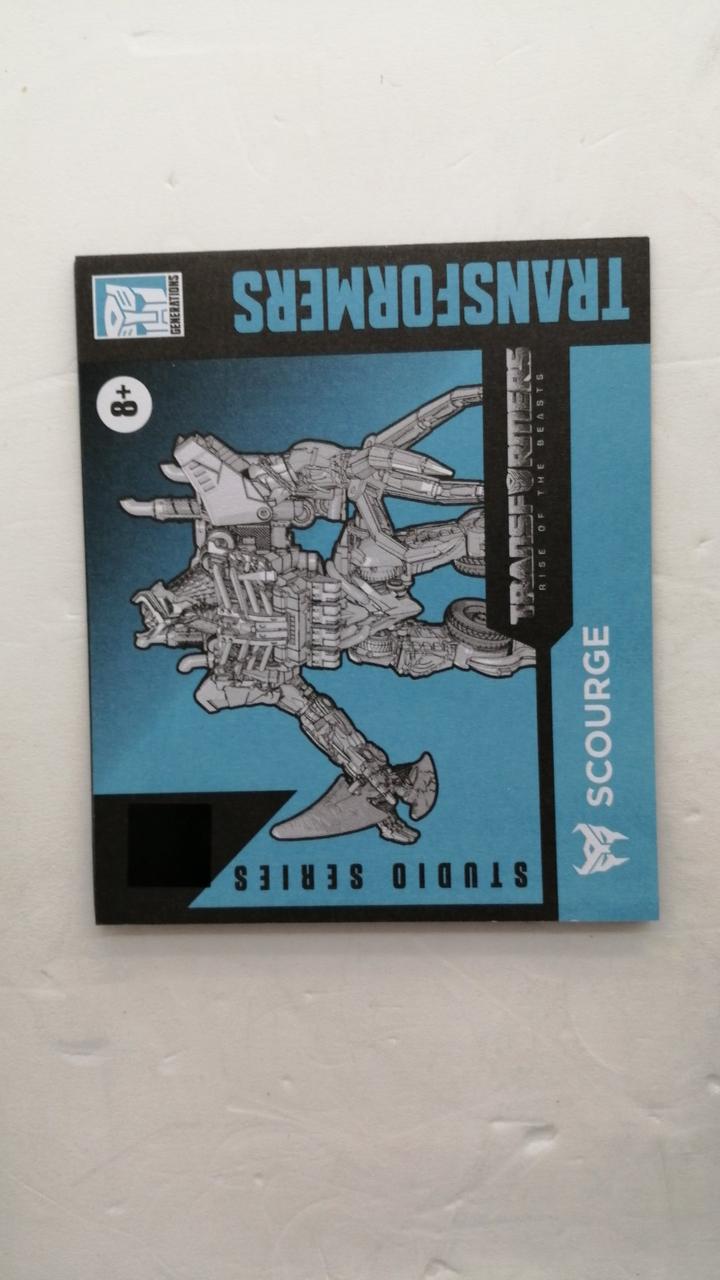 STUDIO SERIES
8+
GENERATIONS
TRANSFORMERS
TRANSFORMERS
RISE OF THE BEASTS
SCOURGE